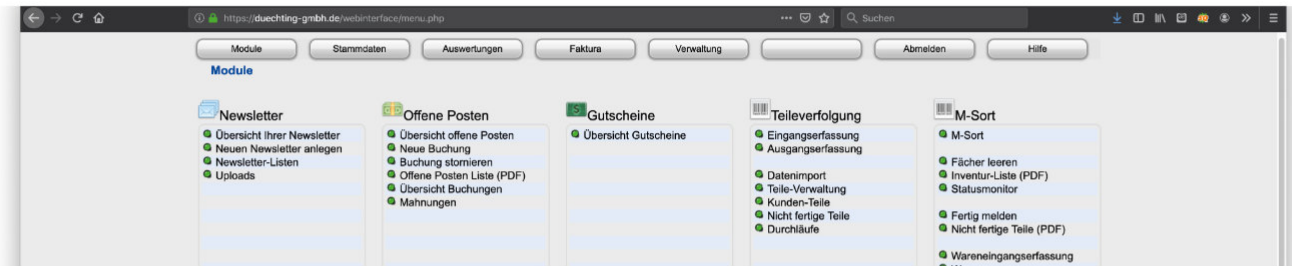 https://duechting-gmbh.de/webinterface/menu.php
Suchen
Module Stammdaten Auswertungen Faktura Verwaltung Abmelden Hilfe
Module
Newsletter
Übersicht Ihrer Newsletter
Neuen Newsletter anlegen
Newsletter-Listen
Uploads
Offene Posten
Übersicht offene Posten
Neue Buchung
Buchung stornieren
Offene Posten Liste (PDF)
Übersicht Buchungen
Mahnungen
Gutscheine
Übersicht Gutscheine
Teileverfolgung
Eingangserfassung
Ausgangserfassung
Datenimport
Teile-Verwaltung
Kunden-Teile
Nicht fertige Teile
Durchläufe
M-Sort
M-Sort
Fächer leeren
Inventur-Liste (PDF)
Statusmonitor
Fertig melden
Nicht fertige Teile (PDF)
Wareneingangserfassung